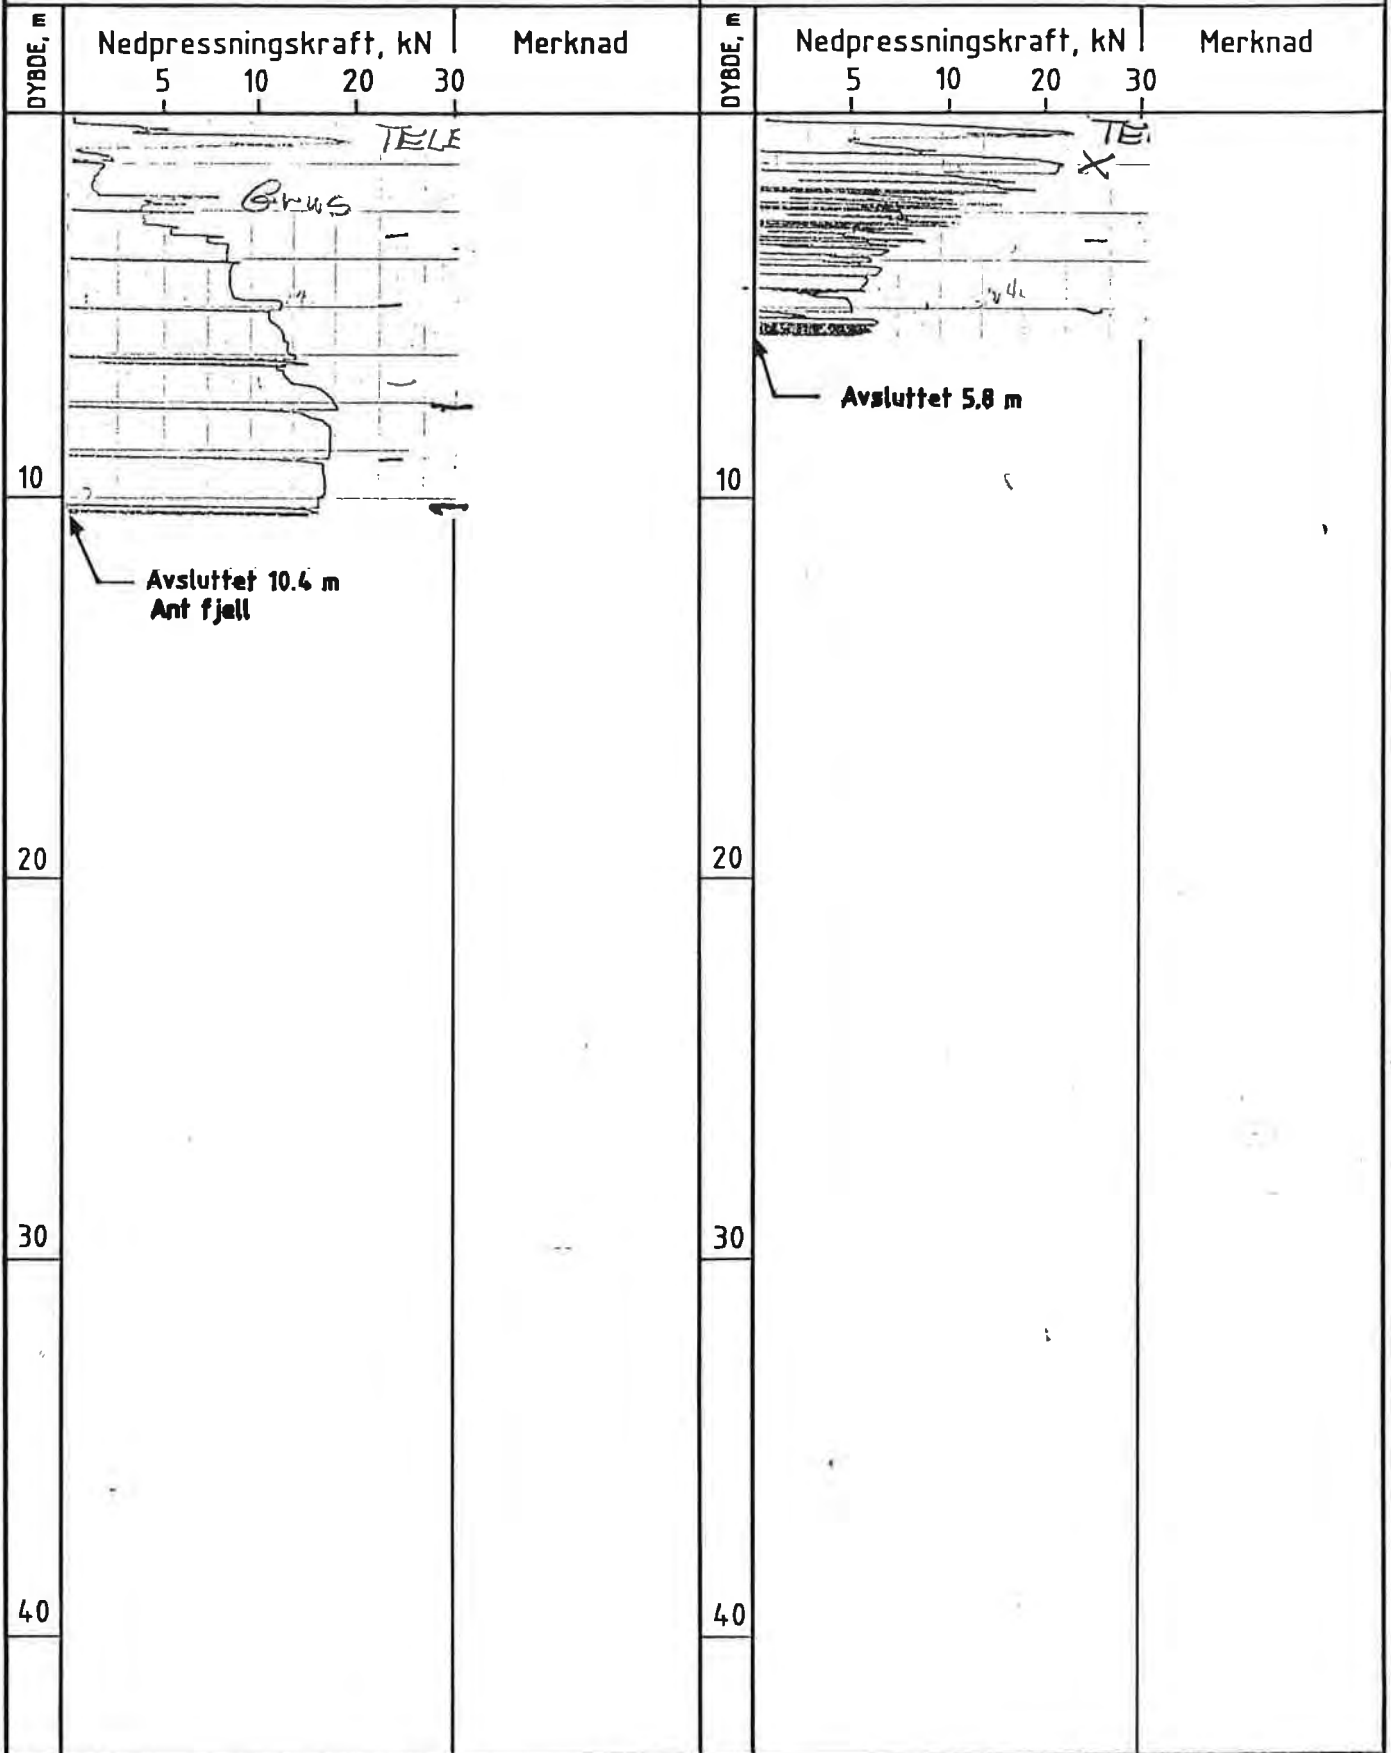 DYBDE, m
Nedpressningskraft, kN
Merknad
5 10 20 30
TELE
Grus
10
Avsluttet 10.4 m
Ant fjell
20
30
40
DYBDE, m
Nedpressningskraft, kN
Merknad
5 10 20 30
TE
X
Avsluttet 5.8 m
10
20
30
40